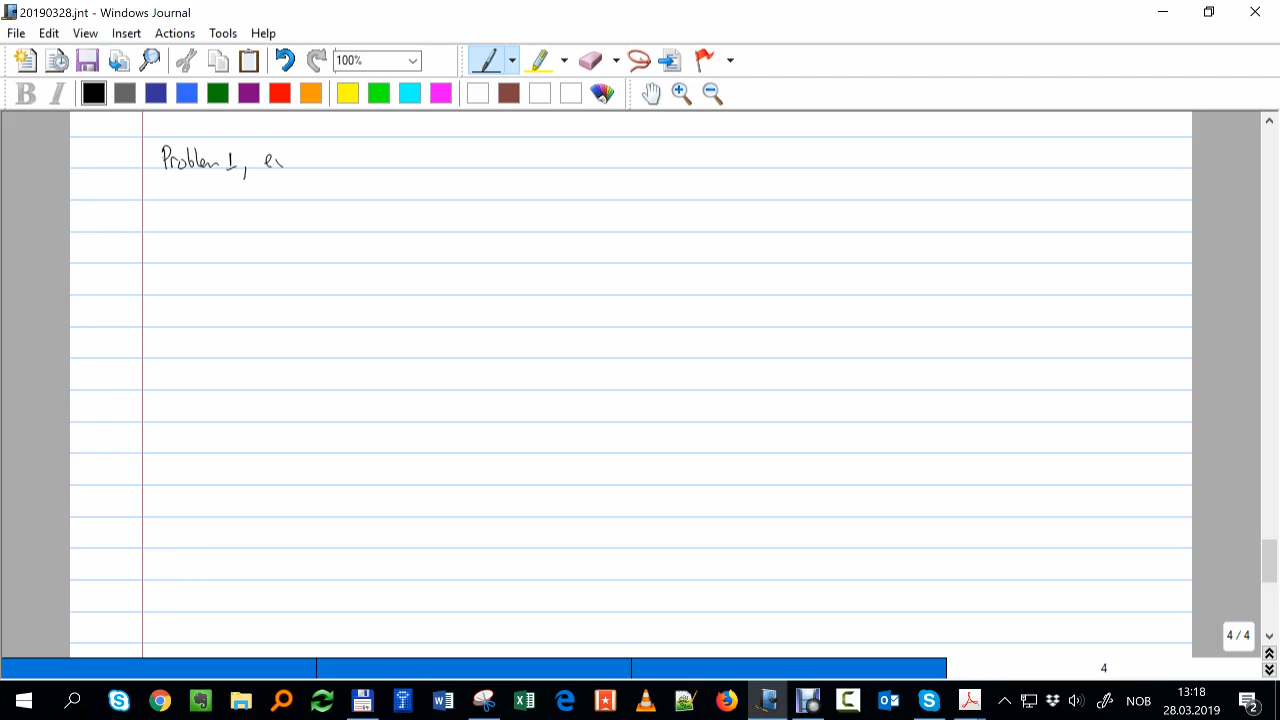 20190328.jnt - Windows Journal
File Edit View Insert Actions Tools Help
100%
B I
Problem 1,
4 / 4
4
NOB
13:18
28.03.2019
2